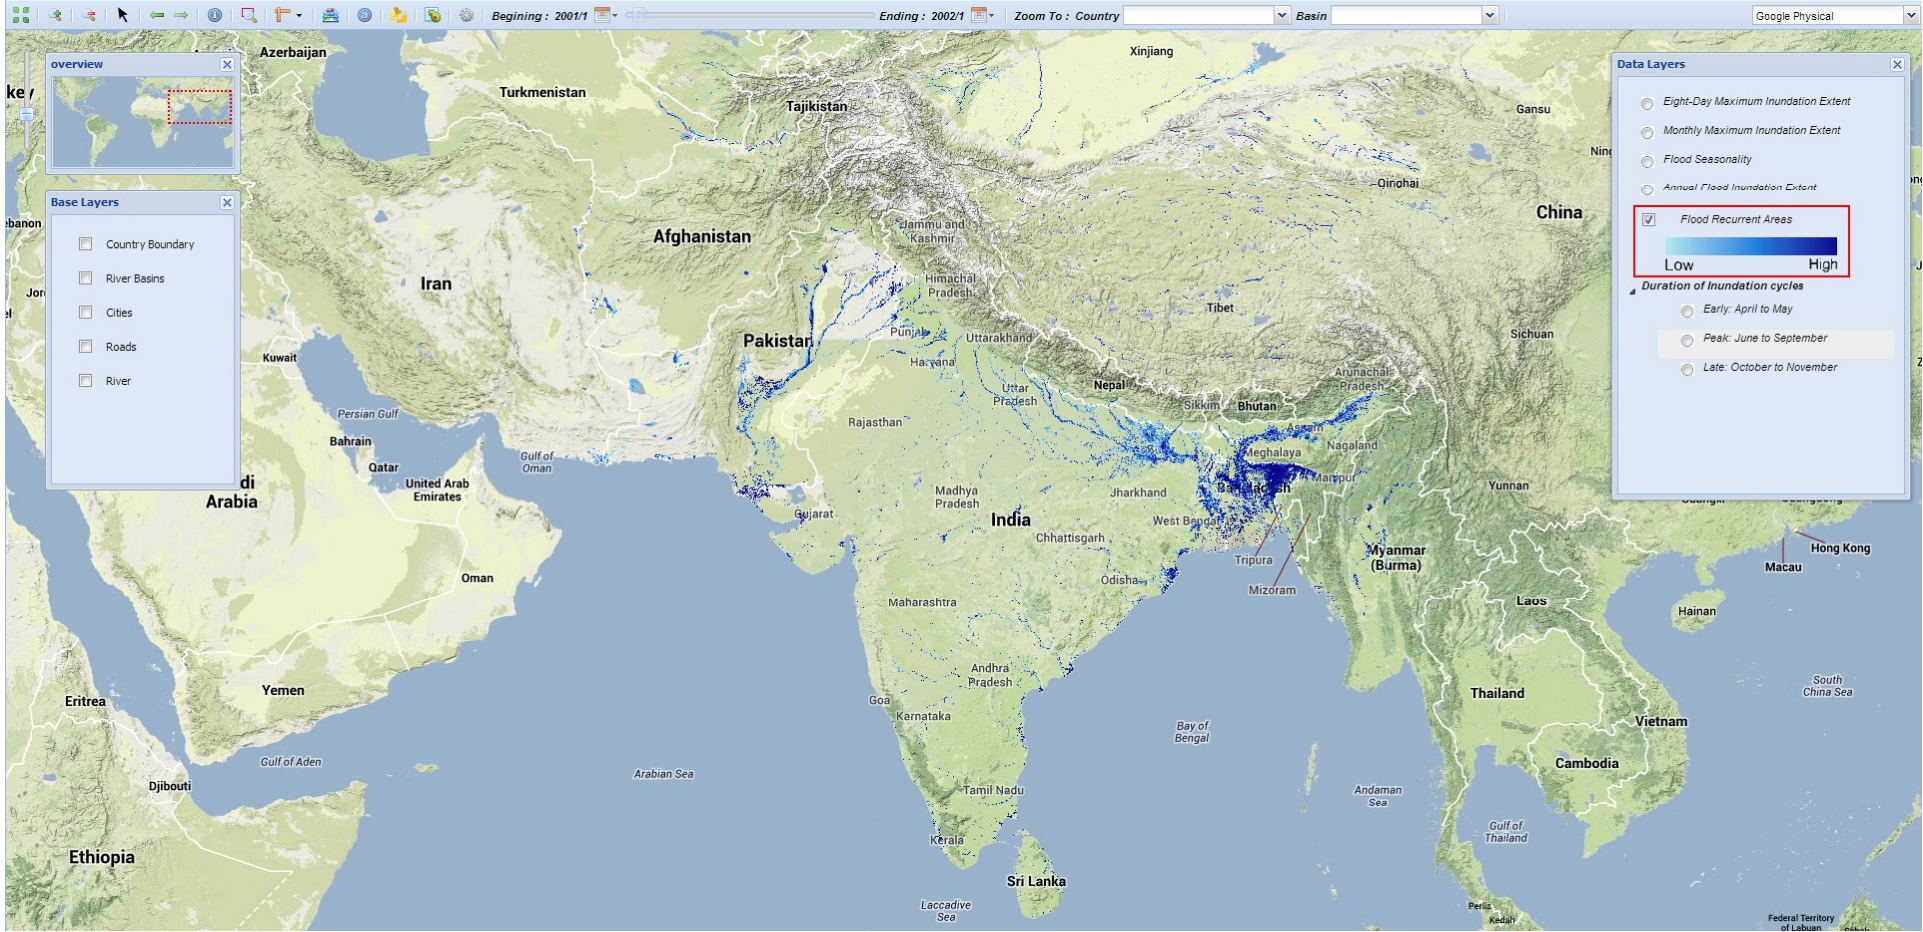 Begining : 2001/1
Ending : 2002/1
Zoom To : Country
Basin
Google Physical
overview
Base Layers
Country Boundary
River Basins
Cities
Roads
River
Data Layers
Eight-Day Maximum Inundation Extent
Monthly Maximum Inundation Extent
Flood Seasonality
Annual Flood Inundation Extent
Flood Recurrent Areas
Low
High
Duration of Inundation cycles
Early: April to May
Peak: June to September
Late: October to November
Azerbaijan
Turkmenistan
Tajikistan
Xinjiang
Gansu
Qinghai
China
Afghanistan
Jammu and
Kashmir
Iran
Himachal
Pradesh
Tibet
Sichuan
Pakistan
Punjab
Uttarakhand
Haryana
Kuwait
Nepal
Arunachal
Pradesh
Uttar
Pradesh
Sikkim
Bhutan
Persian Gulf
Rajasthan
Assam
Nagaland
Bahrain
Meghalaya
Qatar
Gulf of
Oman
Manipur
United Arab
Emirates
Arabia
Madhya
Pradesh
Jharkhand
Bangladesh
Yunnan
Gujarat
India
West Bengal
Chhattisgarh
Hong Kong
Macau
Myanmar
(Burma)
Tripura
Mizoram
Oman
Odisha
Laos
Hainan
Maharashtra
Yemen
Eritrea
Andhra
Pradesh
Goa
Karnataka
Thailand
South
China Sea
Vietnam
Bay of
Bengal
Gulf of Aden
Arabian Sea
Cambodia
Djibouti
Tamil Nadu
Andaman
Sea
Gulf of
Thailand
Kerala
Ethiopia
Sri Lanka
Laccadive
Sea
Perlis
Kedah
Federal Territory
of Labuan
Sabah